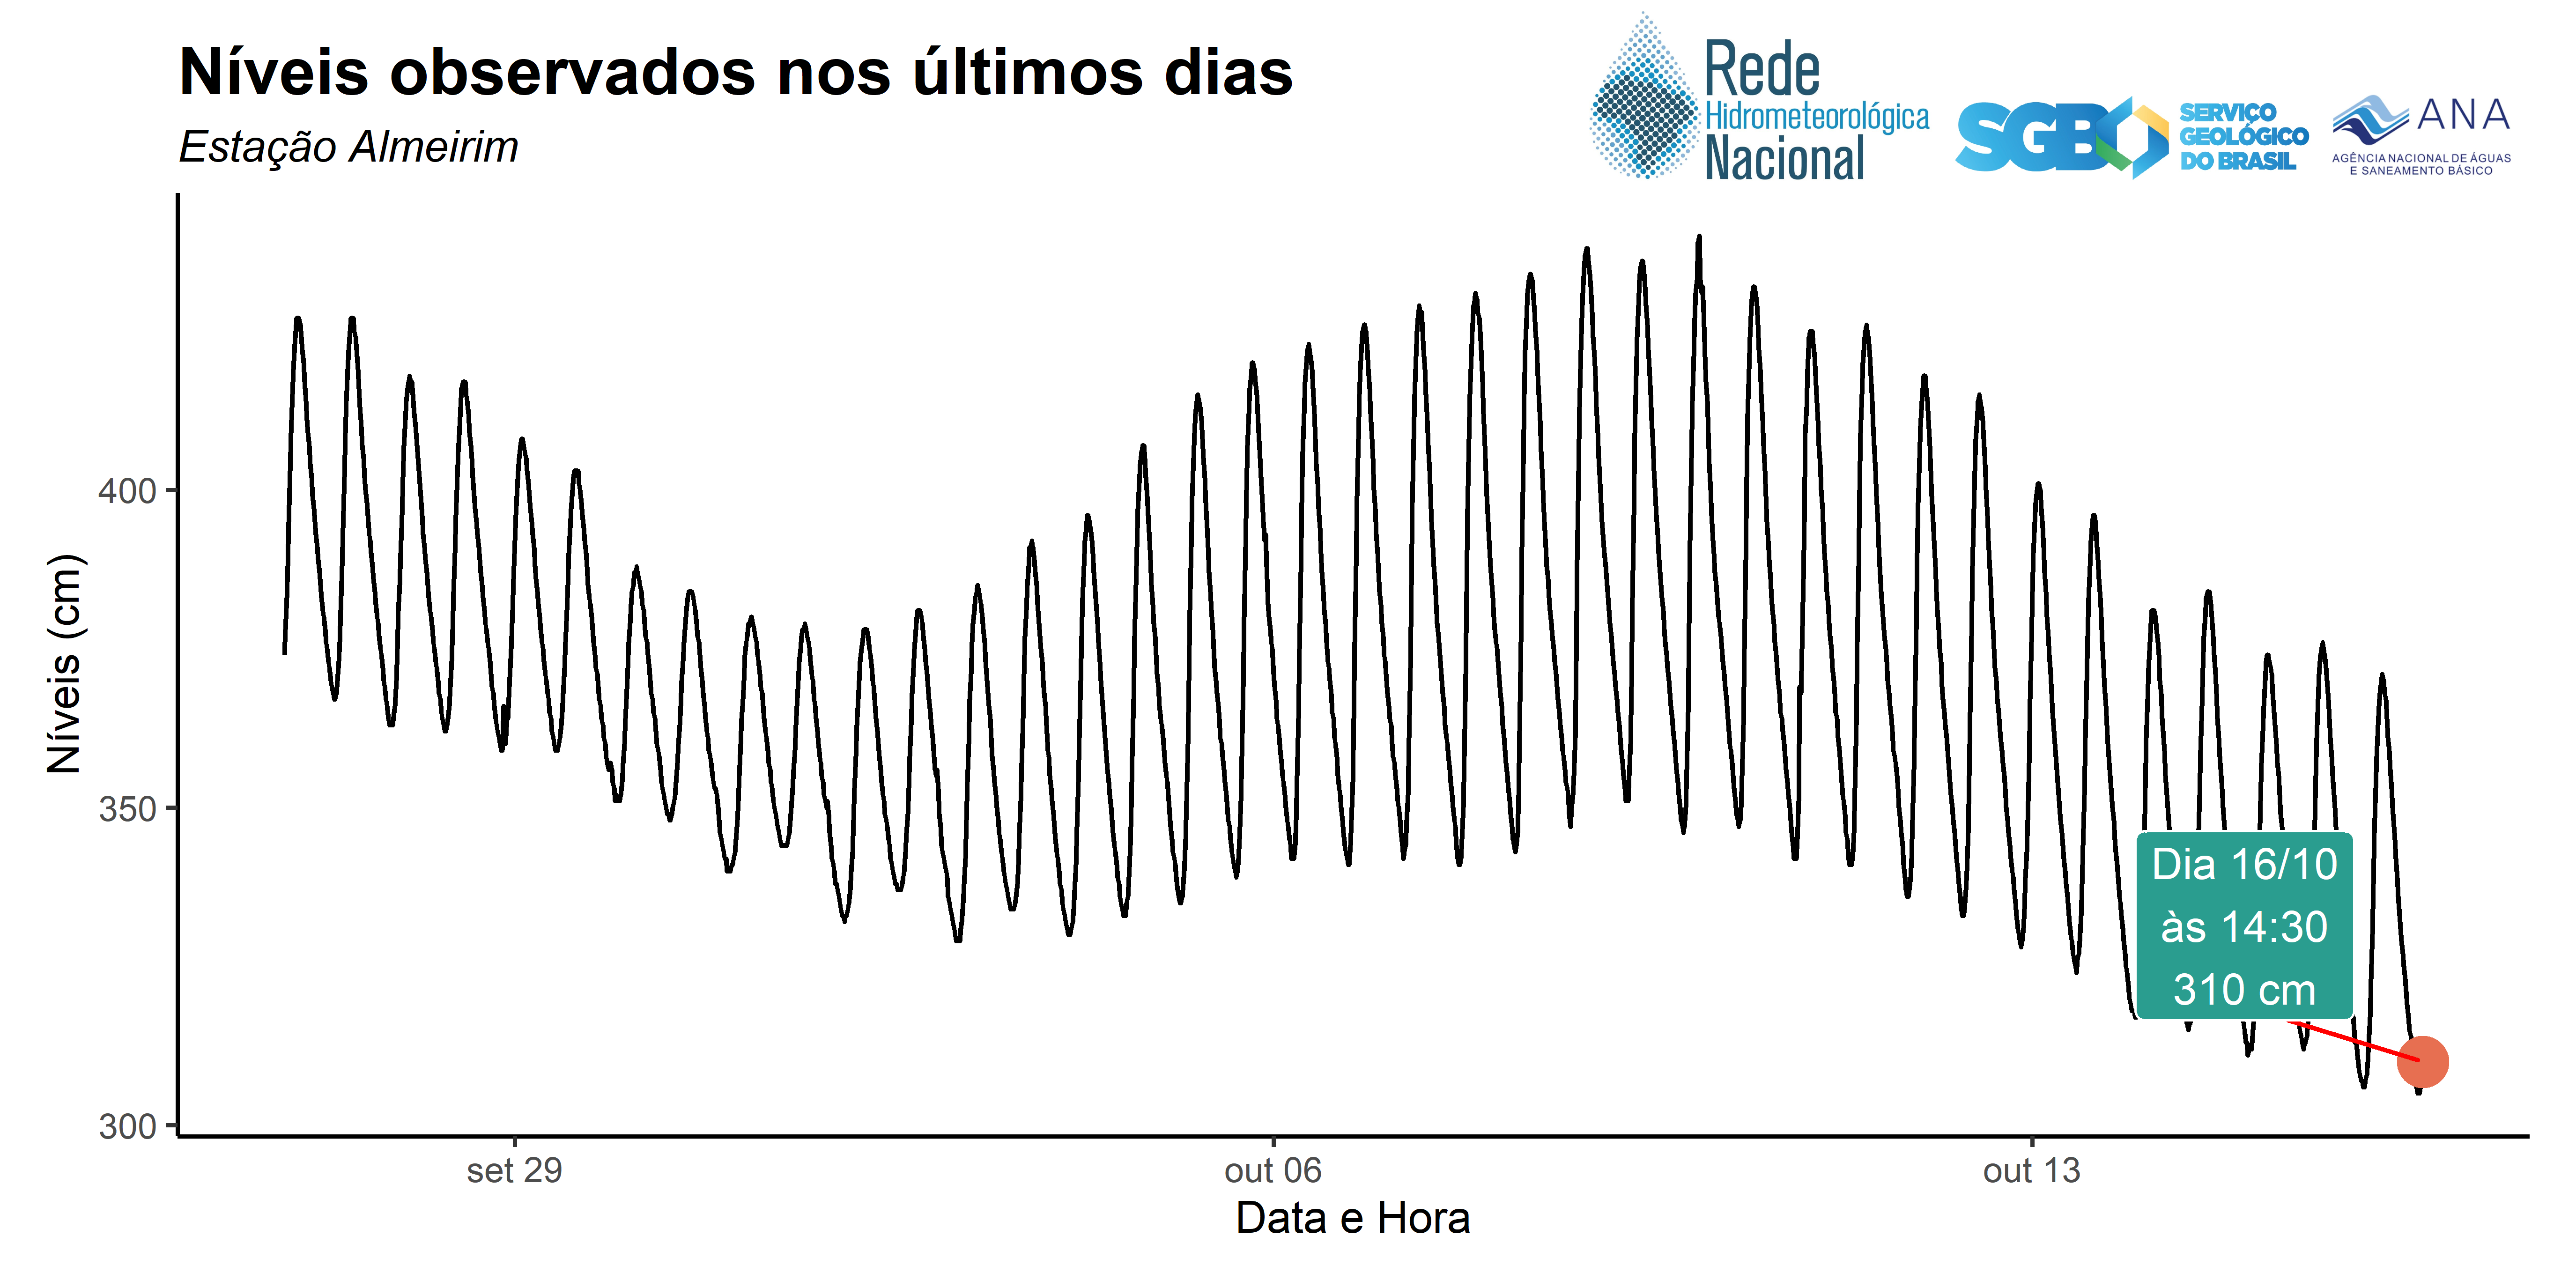 Níveis observados nos últimos dias
Estação Almeirim
Rede
Hidrometeorológica
Nacional
SGB
SERVIÇO
GEOLÓGICO
DO BRASIL
ANA
AGÊNCIA NACIONAL DE ÁGUAS
E SANEAMENTO BÁSICO
Níveis (cm)
400
350
300
Dia 16/10
às 14:30
310 cm
set 29
out 06
out 13
Data e Hora